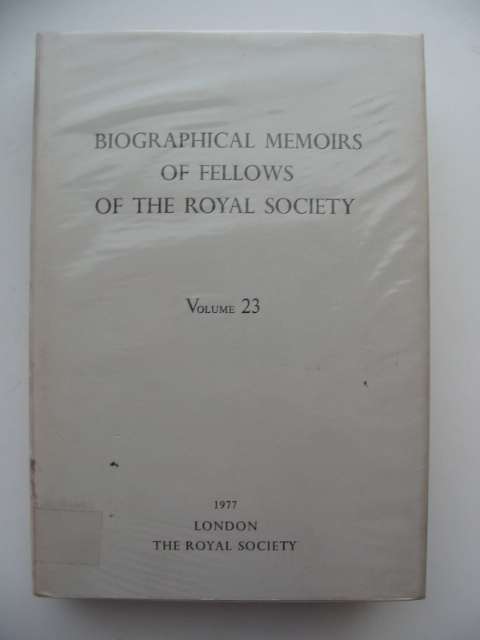 BIOGRAPHICAL MEMOIRS
OF FELLOWS
OF THE ROYAL SOCIETY
VOLUME 23
1977
LONDON
THE ROYAL SOCIETY